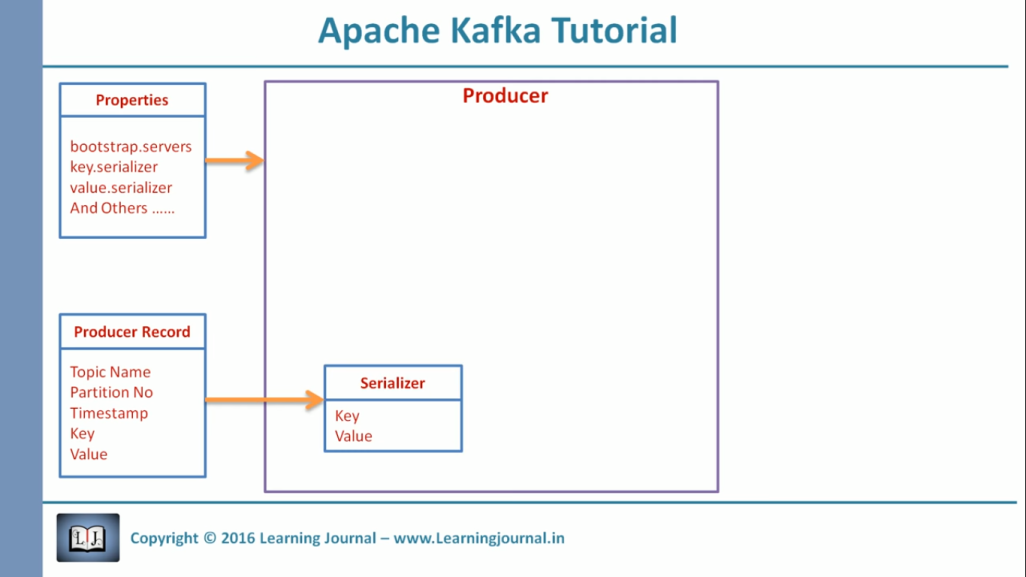 Apache Kafka Tutorial
Properties
bootstrap.servers
key.serializer
value.serializer
And Others ......
Producer
Producer Record
Topic Name
Partition No
Timestamp
Key
Value
Serializer
Key
Value
L J
Copyright © 2016 Learning Journal – www.Learningjournal.in